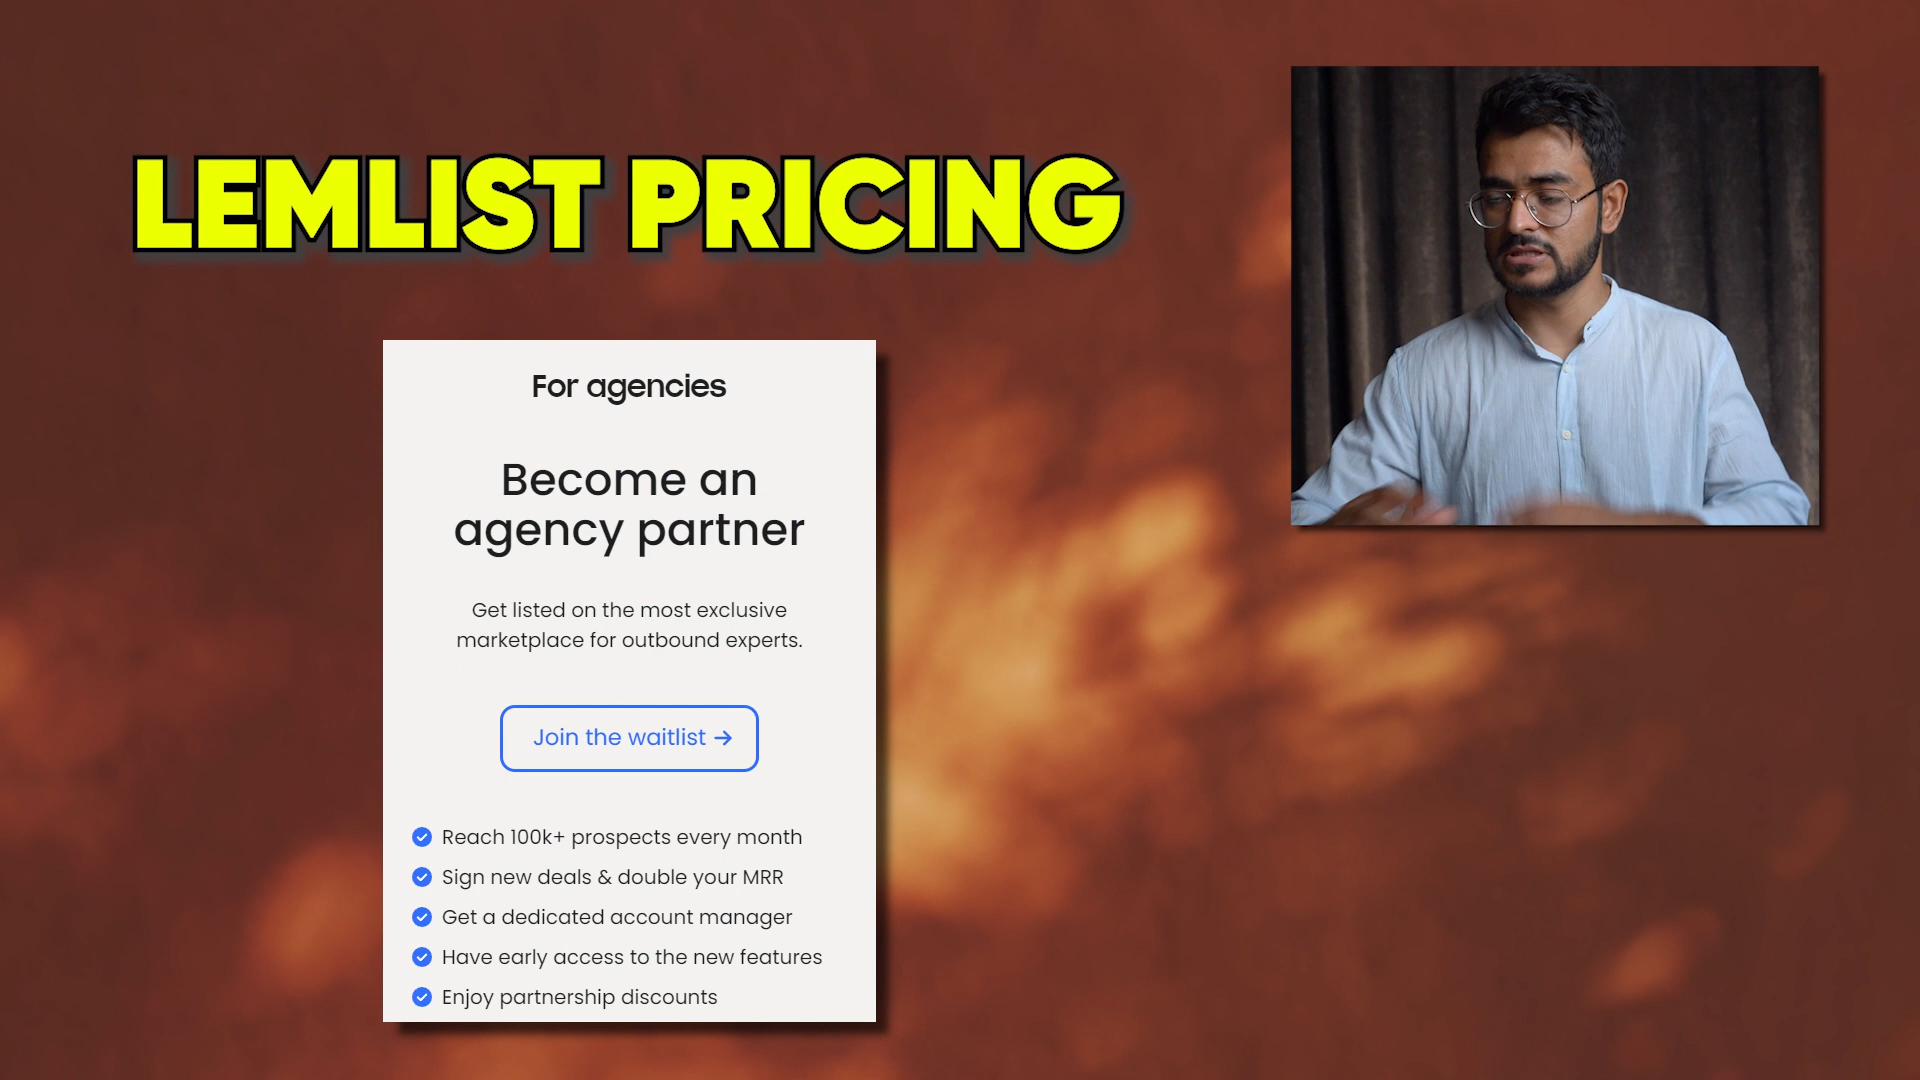 LEMLIST PRICING
For agencies
Become an
agency partner
Get listed on the most exclusive
marketplace for outbound experts.
Join the waitlist →
Reach 100k+ prospects every month
Sign new deals & double your MRR
Get a dedicated account manager
Have early access to the new features
Enjoy partnership discounts